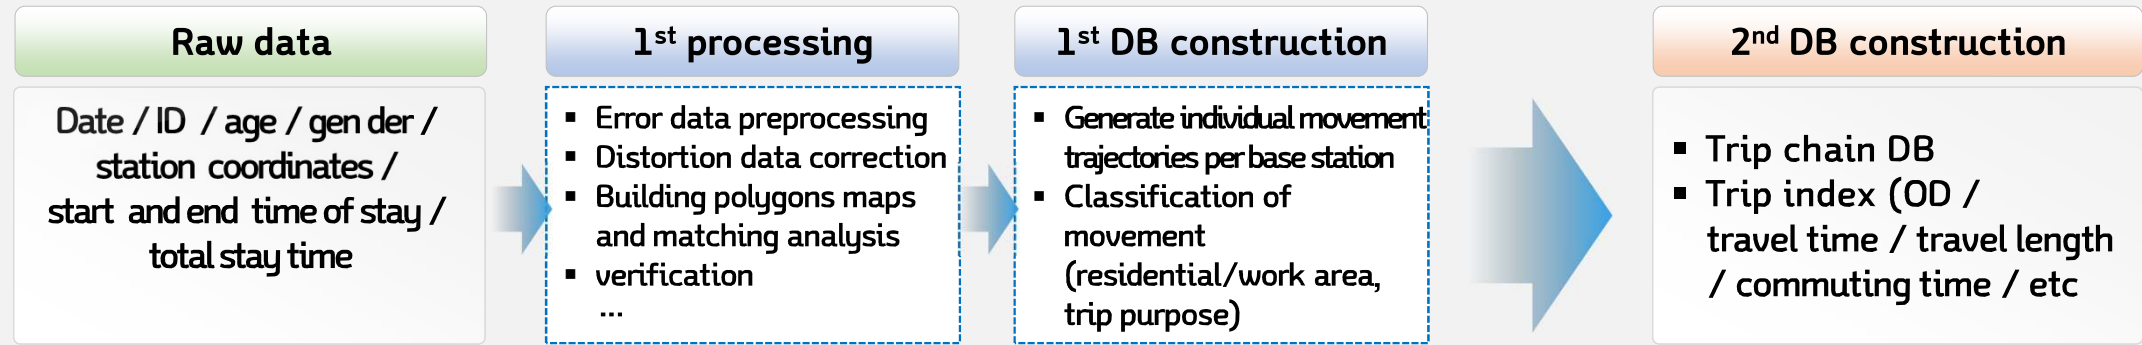 Raw data
Date / ID / age / gen der /
station coordinates /
start and end time of stay /
total stay time
1st processing
▪ Error data preprocessing
▪ Distortion data correction
▪ Building polygons maps
and matching analysis
▪ verification
...
1st DB construction
▪ Generate individual movement
trajectories per base station
▪ Classification of
movement
(residential/work area,
trip purpose)
2nd DB construction
▪ Trip chain DB
▪ Trip index (OD /
travel time / travel length
/ commuting time / etc